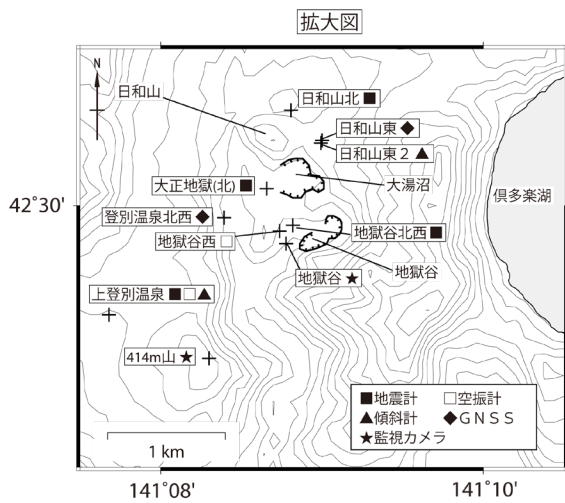 拡大図
N
日和山
日和山北 ■
日和山東 ◆
日和山東2 ▲
大正地獄(北) ■
大湯沼
倶多楽湖
42°30'
登別温泉北西 ◆
地獄谷北西 ■
地獄谷西 □
地獄谷 ★
地獄谷
上登別温泉 ■□▲
414m山 ★
■地震計 □空振計
▲傾斜計 ◆GNSS
★監視カメラ
1 km
141°08' 141°10'